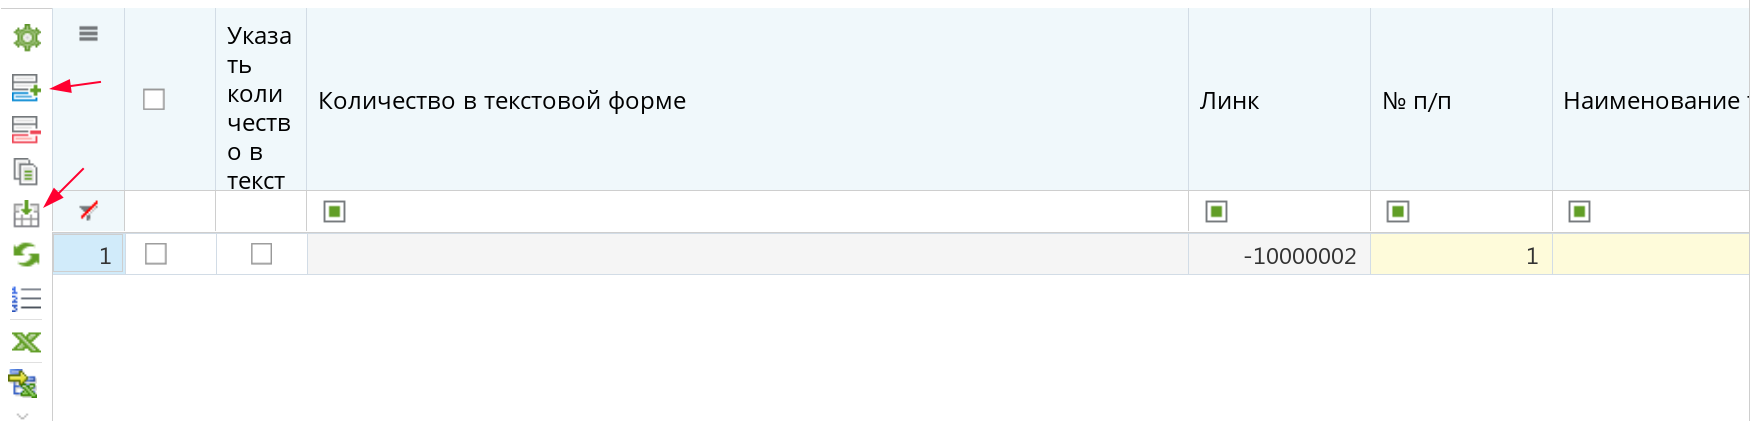 Указа
ть
коли
честв
о в
текст
Количество в текстовой форме
Линк
№ п/п
Наименование
1
-10000002
1